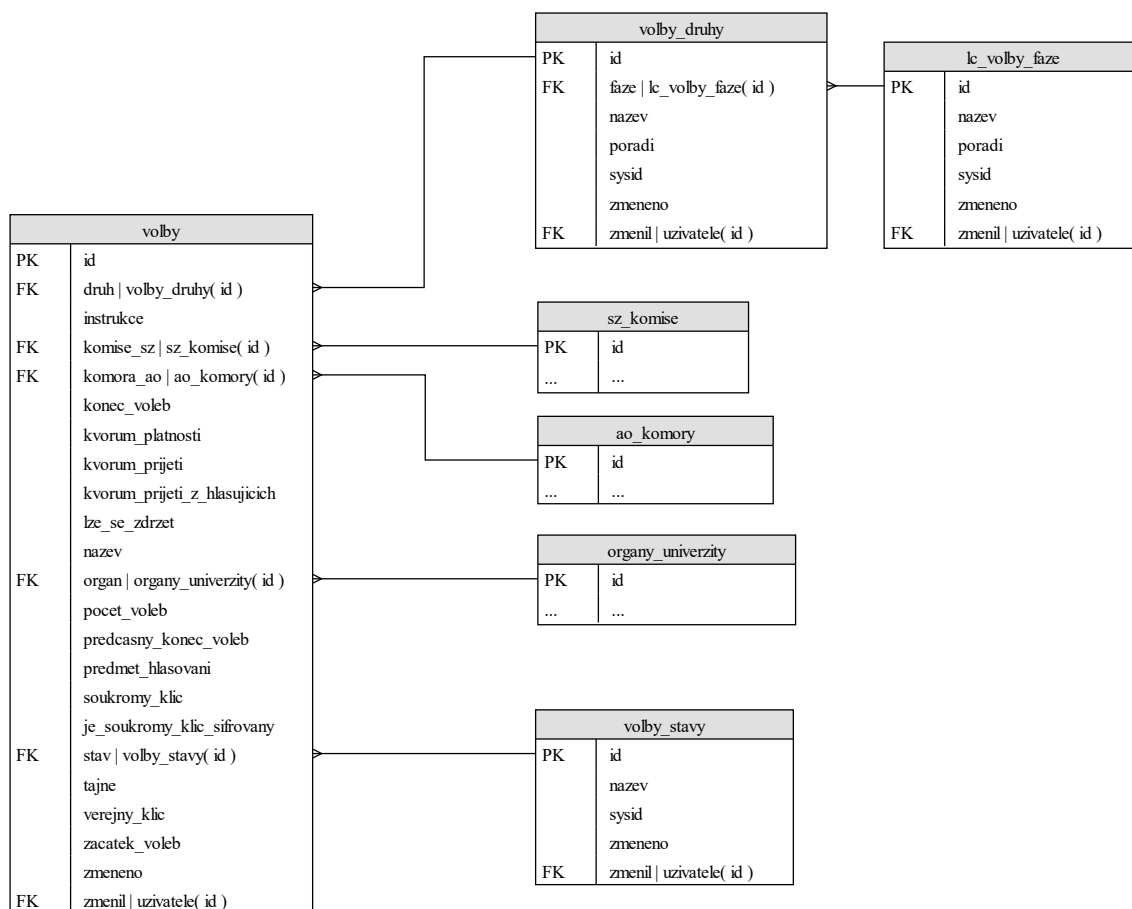 volby_druhy
PK id
FK faze | lc_volby_faze( id )
nazev
poradi
sysid
zmeneno
FK zmenil | uzivatele( id )
lc_volby_faze
PK id
nazev
poradi
sysid
zmeneno
FK zmenil | uzivatele( id )
volby
PK id
FK druh | volby_druhy( id )
instrukce
FK komise_sz | sz_komise( id )
FK komora_ao | ao_komory( id )
konec_voleb
kvorum_platnosti
kvorum_prijeti
kvorum_prijeti_z_hlasujicich
lze_se_zdrzet
nazev
FK organ | organy_univerzity( id )
pocet_voleb
predcasny_konec_voleb
predmet_hlasovani
soukromy_klic
je_soukromy_klic_sifrovany
FK stav | volby_stavy( id )
tajne
verejny_klic
zacatek_voleb
zmeneno
FK zmenil | uzivatele( id )
sz_komise
PK id
... ...
ao_komory
PK id
... ...
organy_univerzity
PK id
... ...
volby_stavy
PK id
nazev
sysid
zmeneno
FK zmenil | uzivatele( id )